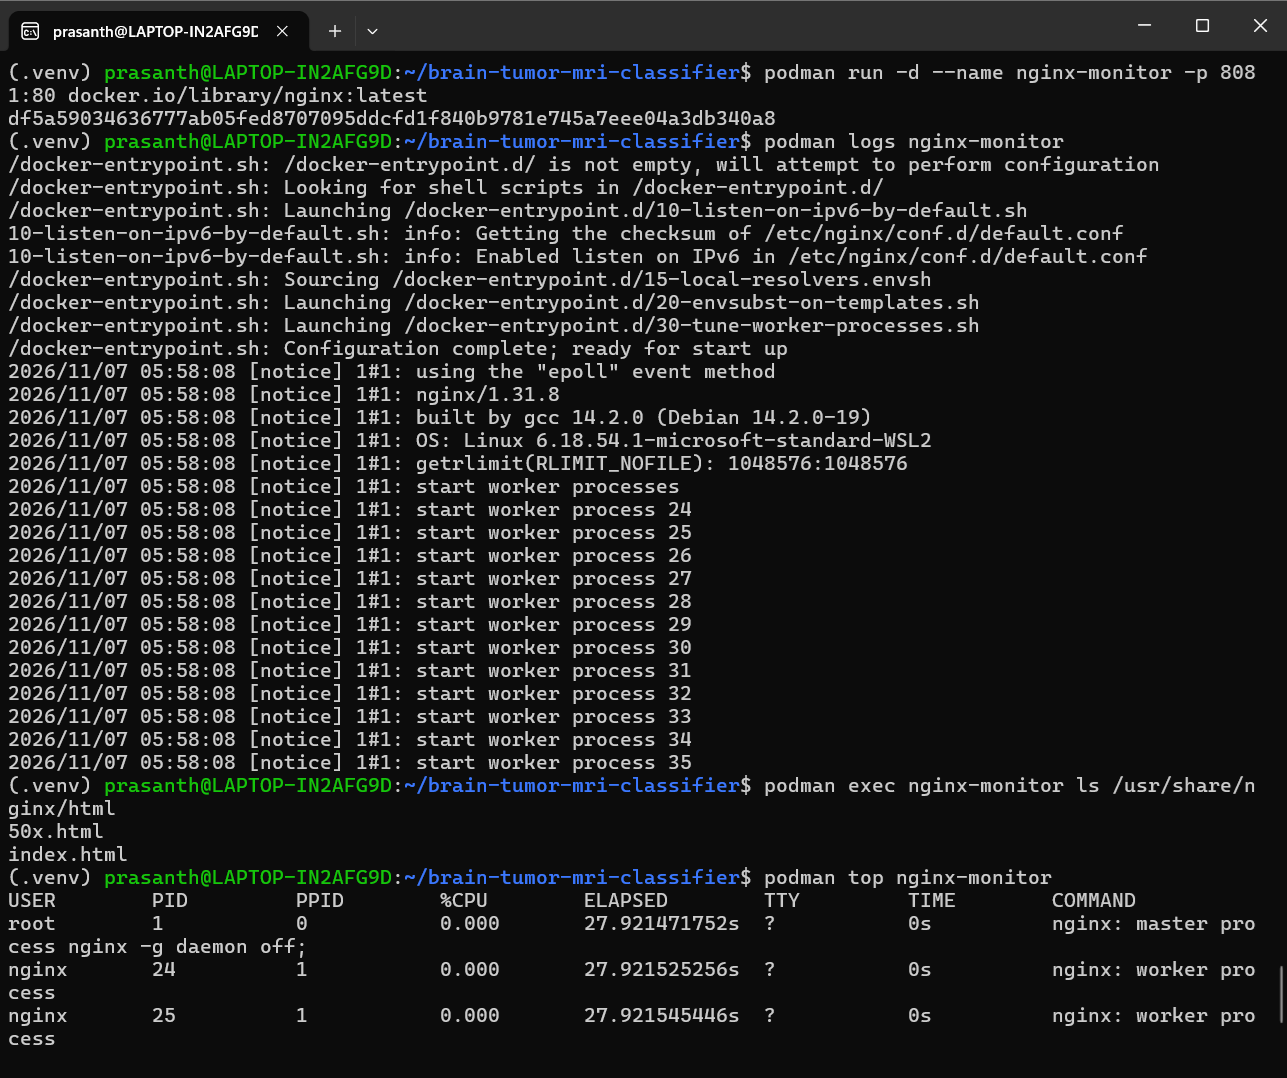 prasanth@LAPTOP-IN2AFG9D
(.venv) prasanth@LAPTOP-IN2AFG9D:~/brain-tumor-mri-classifier$ podman run -d --name nginx-monitor -p 808
1:80 docker.io/library/nginx:latest
df5a59034636777ab05fed8707095ddcfd1f840b9781e745a7eee04a3db340a8
(.venv) prasanth@LAPTOP-IN2AFG9D:~/brain-tumor-mri-classifier$ podman logs nginx-monitor
/docker-entrypoint.sh: /docker-entrypoint.d/ is not empty, will attempt to perform configuration
/docker-entrypoint.sh: Looking for shell scripts in /docker-entrypoint.d/
/docker-entrypoint.sh: Launching /docker-entrypoint.d/10-listen-on-ipv6-by-default.sh
10-listen-on-ipv6-by-default.sh: info: Getting the checksum of /etc/nginx/conf.d/default.conf
10-listen-on-ipv6-by-default.sh: info: Enabled listen on IPv6 in /etc/nginx/conf.d/default.conf
/docker-entrypoint.sh: Sourcing /docker-entrypoint.d/15-local-resolvers.envsh
/docker-entrypoint.sh: Launching /docker-entrypoint.d/20-envsubst-on-templates.sh
/docker-entrypoint.sh: Launching /docker-entrypoint.d/30-tune-worker-processes.sh
/docker-entrypoint.sh: Configuration complete; ready for start up
2026/11/07 05:58:08 [notice] 1#1: using the "epoll" event method
2026/11/07 05:58:08 [notice] 1#1: nginx/1.31.8
2026/11/07 05:58:08 [notice] 1#1: built by gcc 14.2.0 (Debian 14.2.0-19)
2026/11/07 05:58:08 [notice] 1#1: OS: Linux 6.18.54.1-microsoft-standard-WSL2
2026/11/07 05:58:08 [notice] 1#1: getrlimit(RLIMIT_NOFILE): 1048576:1048576
2026/11/07 05:58:08 [notice] 1#1: start worker processes
2026/11/07 05:58:08 [notice] 1#1: start worker process 24
2026/11/07 05:58:08 [notice] 1#1: start worker process 25
2026/11/07 05:58:08 [notice] 1#1: start worker process 26
2026/11/07 05:58:08 [notice] 1#1: start worker process 27
2026/11/07 05:58:08 [notice] 1#1: start worker process 28
2026/11/07 05:58:08 [notice] 1#1: start worker process 29
2026/11/07 05:58:08 [notice] 1#1: start worker process 30
2026/11/07 05:58:08 [notice] 1#1: start worker process 31
2026/11/07 05:58:08 [notice] 1#1: start worker process 32
2026/11/07 05:58:08 [notice] 1#1: start worker process 33
2026/11/07 05:58:08 [notice] 1#1: start worker process 34
2026/11/07 05:58:08 [notice] 1#1: start worker process 35
(.venv) prasanth@LAPTOP-IN2AFG9D:~/brain-tumor-mri-classifier$ podman exec nginx-monitor ls /usr/share/n
ginx/html
50x.html
index.html
(.venv) prasanth@LAPTOP-IN2AFG9D:~/brain-tumor-mri-classifier$ podman top nginx-monitor
USER        PID         PPID        %CPU        ELAPSED        TTY         TIME        COMMAND
root        1           0           0.000       27.921471752s  ?           0s          nginx: master pro
cess nginx -g daemon off;
nginx       24          1           0.000       27.921525256s  ?           0s          nginx: worker pro
cess
nginx       25          1           0.000       27.921545446s  ?           0s          nginx: worker pro
cess